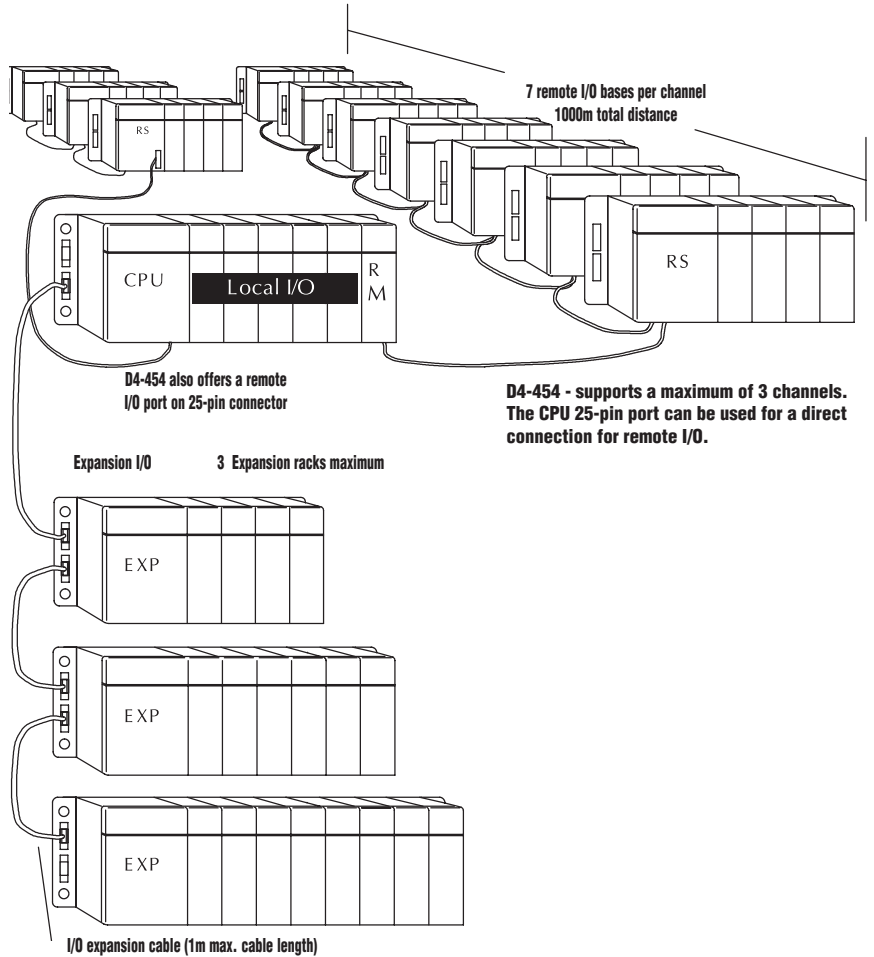 7 remote I/O bases per channel
1000m total distance
RS
CPU
Local I/O
R
M
RS
D4-454 also offers a remote
I/O port on 25-pin connector
D4-454 - supports a maximum of 3 channels.
The CPU 25-pin port can be used for a direct
connection for remote I/O.
Expansion I/O
3 Expansion racks maximum
EXP
EXP
EXP
I/O expansion cable (1m max. cable length)